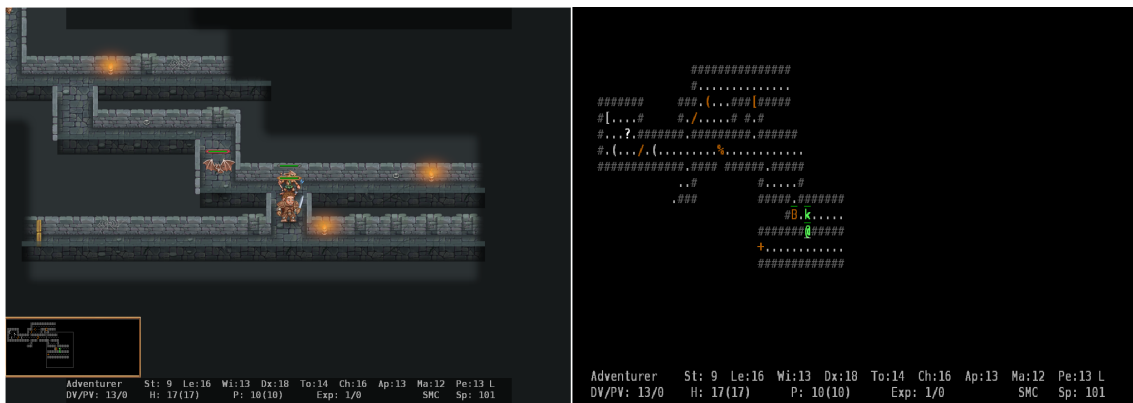 Adventurer St: 9 Le:16 Wi:13 Dx:18 To:14 Ch:16 Ap:13 Ma:12 Pe:13 L
DV/PV: 13/0 H: 17(17) P: 10(10) Exp: 1/0 SMC Sp: 101
###############
#..............
####### ###.(...###[#####
#[....# #./.....# #.#
#...?.#######.#########.######
#.(.../.(.........%............
#############.#### ######.#####
..# #.....#
.### #####.#######
#B.k.....
#######@#####
+............
#############
Adventurer St: 9 Le:16 Wi:13 Dx:18 To:14 Ch:16 Ap:13 Ma:12 Pe:13 L
DV/PV: 13/0 H: 17(17) P: 10(10) Exp: 1/0 SMC Sp: 101